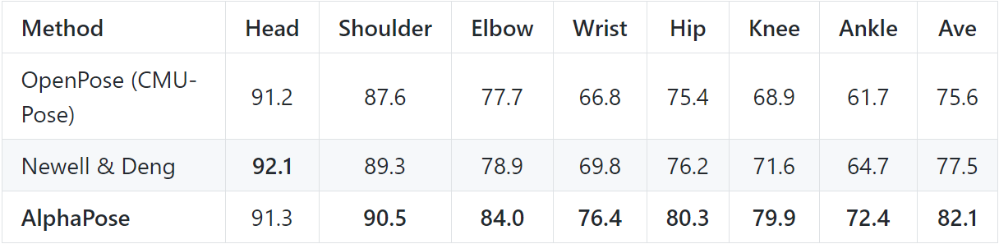 Method Head Shoulder Elbow Wrist Hip Knee Ankle Ave
OpenPose (CMU-
Pose) 91.2 87.6 77.7 66.8 75.4 68.9 61.7 75.6
Newell & Deng 92.1 89.3 78.9 69.8 76.2 71.6 64.7 77.5
AlphaPose 91.3 90.5 84.0 76.4 80.3 79.9 72.4 82.1